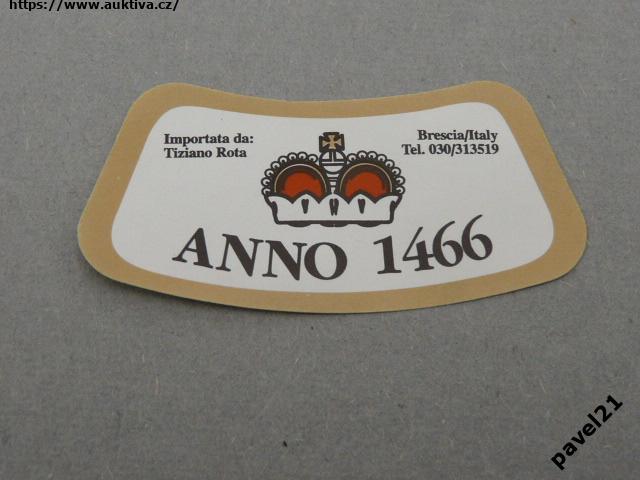 https://www.auktiva.cz/
Importata da:
Tiziano Rota
Brescia/Italy
Tel. 030/313519
ANNO 1466
pavel21